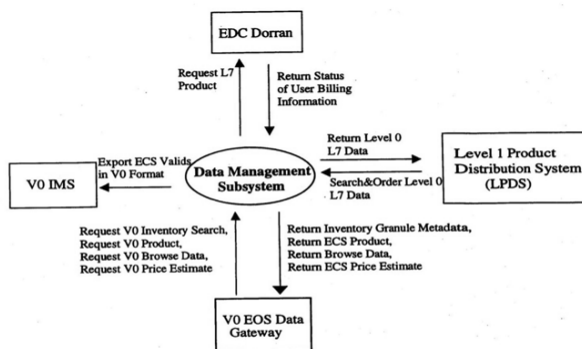 EDC Dorran
Request L7
Product
Return Status
of User Billing
Information
Return Level 0
L7 Data
Export ECS Valids
in V0 Format
Data Management
Subsystem
Level 1 Product
Distribution System
(LPDS)
V0 IMS
Search&Order Level 0
L7 Data
Request V0 Inventory Search,
Request V0 Product,
Request V0 Browse Data,
Request V0 Price Estimate
Return Inventory Granule Metadata,
Return ECS Product,
Return Browse Data,
Return ECS Price Estimate
V0 EOS Data
Gateway